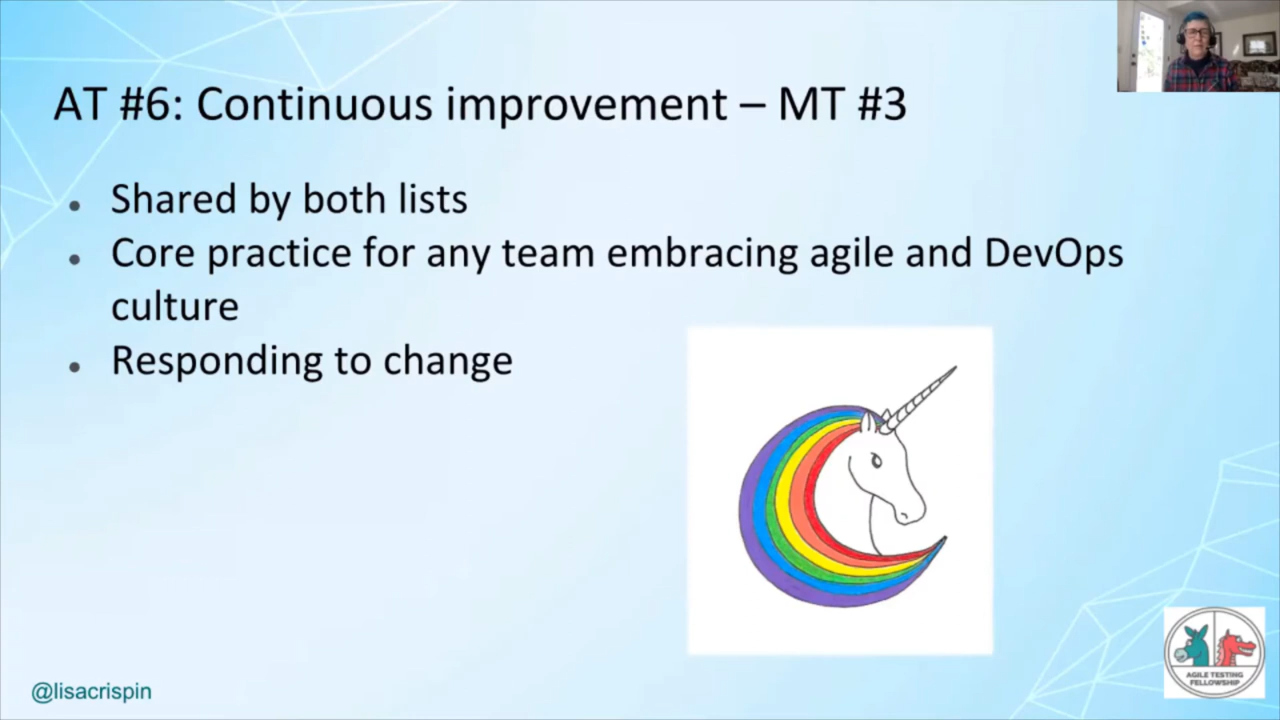 AT #6: Continuous improvement – MT #3
Shared by both lists
Core practice for any team embracing agile and DevOps
culture
Responding to change
@lisacrispin
AGILE TESTING
FELLOWSHIP